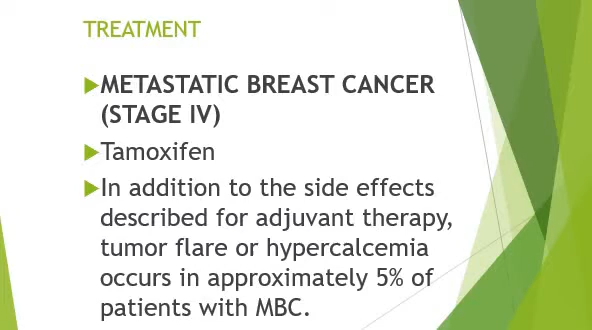 TREATMENT
METASTATIC BREAST CANCER
(STAGE IV)
Tamoxifen
In addition to the side effects
described for adjuvant therapy,
tumor flare or hypercalcemia
occurs in approximately 5% of
patients with MBC.